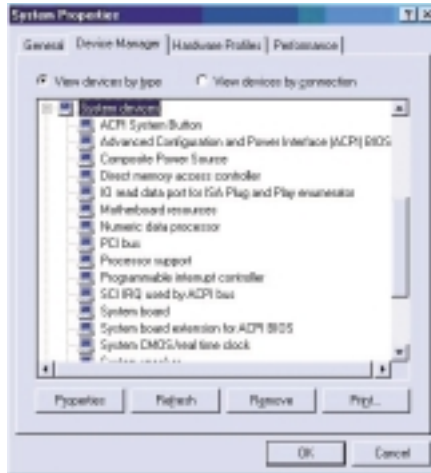 System Properties
General Device Manager Hardware Profiles Performance
View devices by type View devices by connection
System devices
ACPI System Button
Advanced Configuration and Power Interface (ACPI) BIOS
Composite Power Source
Direct memory access controller
IO read data port for ISA Plug and Play enumerator
Motherboard resources
Numeric data processor
PCI bus
Processor support
Programmable interrupt controller
SCI IRQ used by ACPI bus
System board
System board extension for ACPI BIOS
System CMOS/real time clock
System speaker
Properties Refresh Remove Print...
OK Cancel